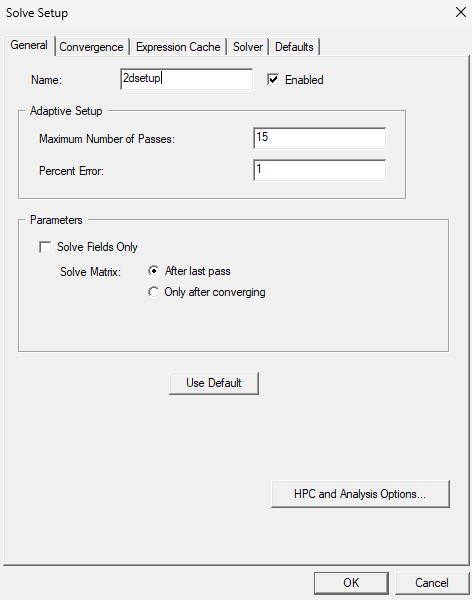 Solve Setup
General Convergence Expression Cache Solver Defaults
Name: 2dsetup Enabled
Adaptive Setup
Maximum Number of Passes: 15
Percent Error: 1
Parameters
Solve Fields Only
Solve Matrix: After last pass
Only after converging
Use Default
HPC and Analysis Options...
OK Cancel